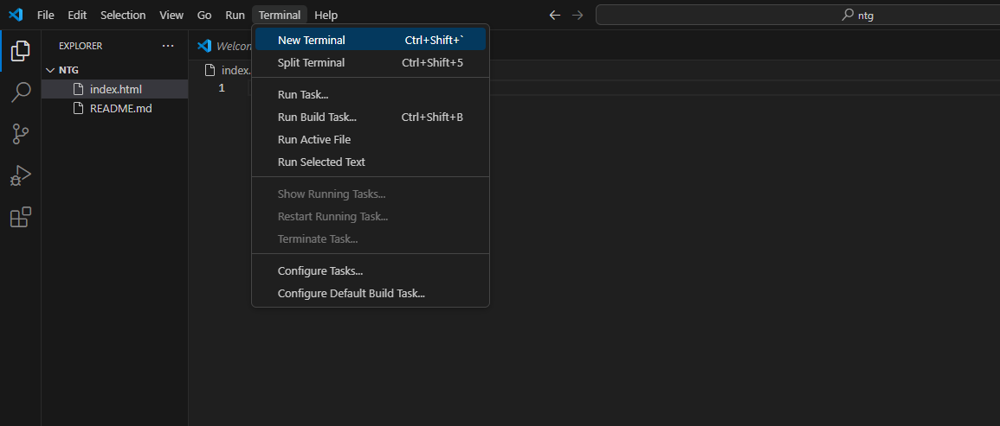 File Edit Selection View Go Run Terminal Help
ntg
EXPLORER ...
NTG
index.html
README.md
index.
1
New Terminal Ctrl+Shift+`
Split Terminal Ctrl+Shift+5
Run Task...
Run Build Task... Ctrl+Shift+B
Run Active File
Run Selected Text
Show Running Tasks...
Restart Running Task...
Terminate Task...
Configure Tasks...
Configure Default Build Task...